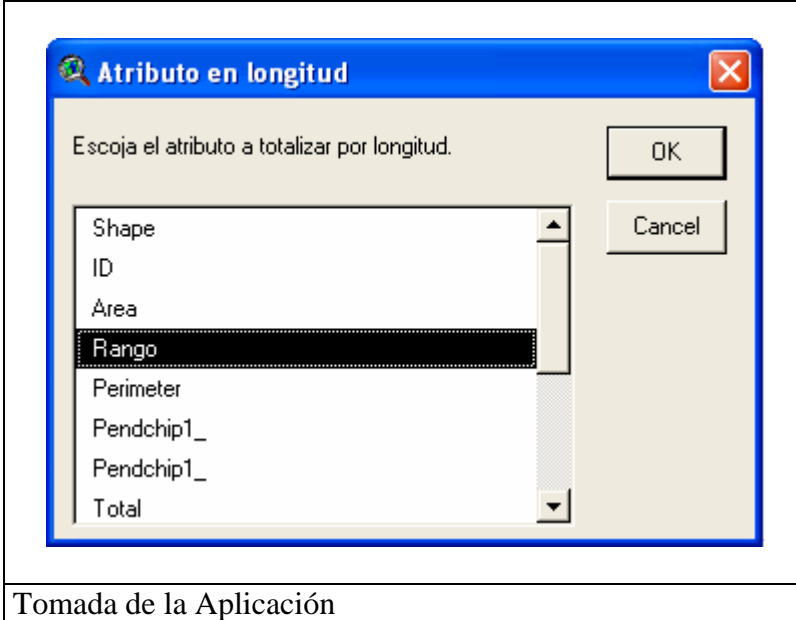 Atributo en longitud
Escoja el atributo a totalizar por longitud.
OK
Cancel
Shape
ID
Area
Rango
Perimeter
Pendchip1_
Pendchip1_
Total
Tomada de la Aplicación